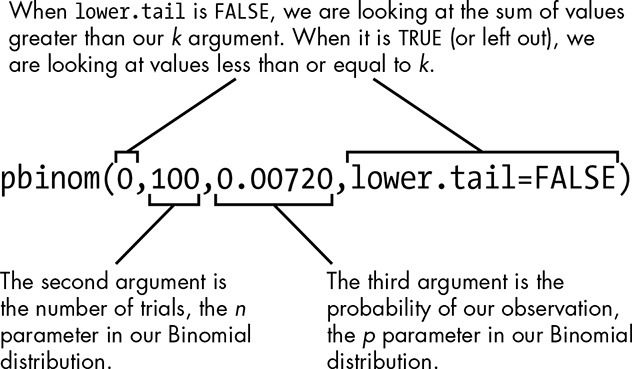 When lower.tail is FALSE, we are looking at the sum of values
greater than our k argument. When it is TRUE (or left out), we
are looking at values less than or equal to k.
pbinom(0,100,0.00720,lower.tail=FALSE)
The second argument is
the number of trials, the n
parameter in our Binomial
distribution.
The third argument is the
probability of our observation,
the p parameter in our Binomial
distribution.